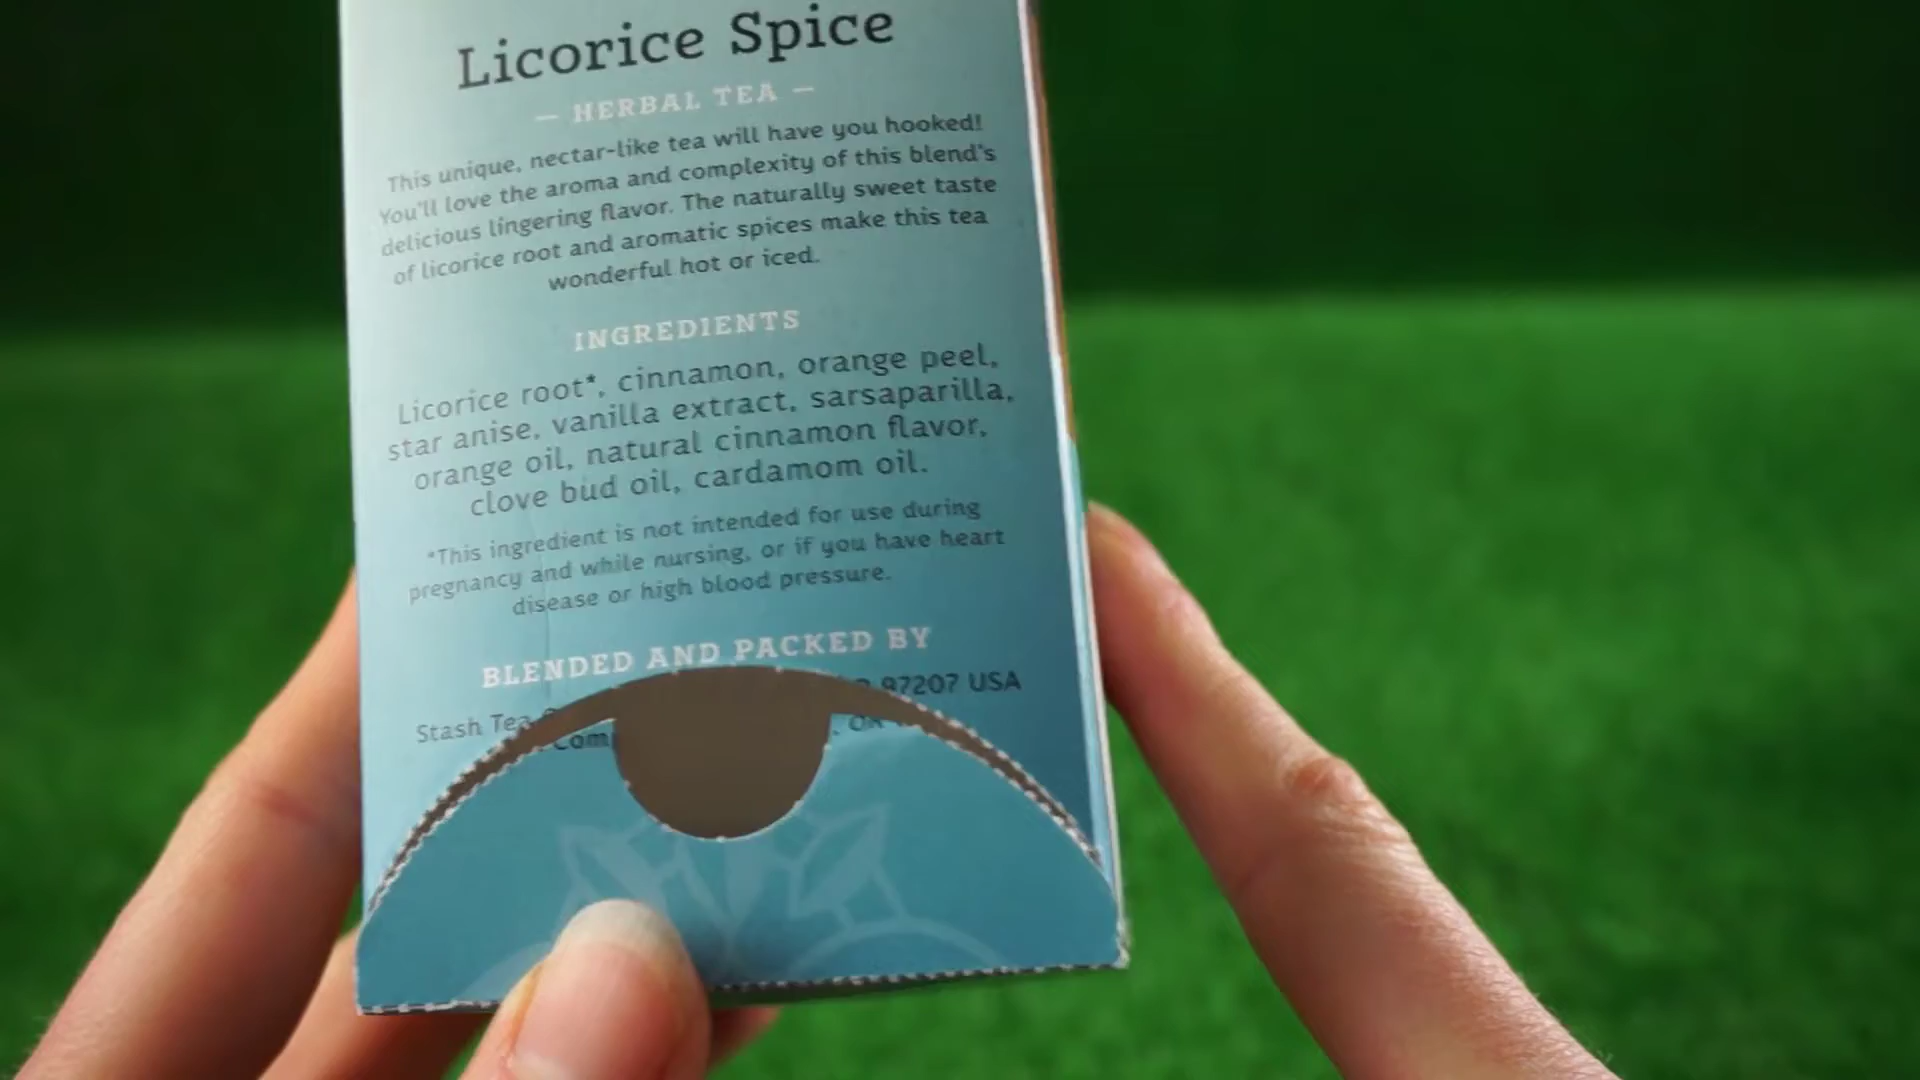 Licorice Spice
— HERBAL TEA —
This unique, nectar-like tea will have you hooked!
You'll love the aroma and complexity of this blend's
delicious lingering flavor. The naturally sweet taste
of licorice root and aromatic spices make this tea
wonderful hot or iced.
INGREDIENTS
Licorice root*, cinnamon, orange peel,
star anise, vanilla extract, sarsaparilla,
orange oil, natural cinnamon flavor,
clove bud oil, cardamom oil.
*This ingredient is not intended for use during
pregnancy and while nursing, or if you have heart
disease or high blood pressure.
BLENDED AND PACKED BY
Stash Tea 97207 USA